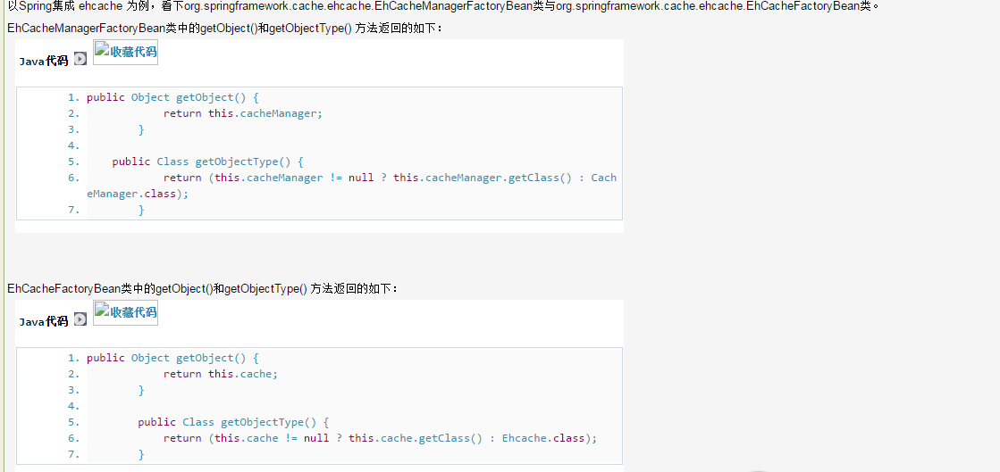 以Spring集成 ehcache 为例，看下org.springframework.cache.ehcache.EhCacheManagerFactoryBean类与org.springframework.cache.ehcache.EhCacheFactoryBean类。
EhCacheManagerFactoryBean类中的getObject()和getObjectType() 方法返回的如下：
Java代码 收藏代码
1. public Object getObject() {
2. return this.cacheManager;
3. }
4.
5. public Class getObjectType() {
6. return (this.cacheManager != null ? this.cacheManager.getClass() : Cach
eManager.class);
7. }
EhCacheFactoryBean类中的getObject()和getObjectType() 方法返回的如下：
Java代码 收藏代码
1. public Object getObject() {
2. return this.cache;
3. }
4.
5. public Class getObjectType() {
6. return (this.cache != null ? this.cache.getClass() : Ehcache.class);
7. }